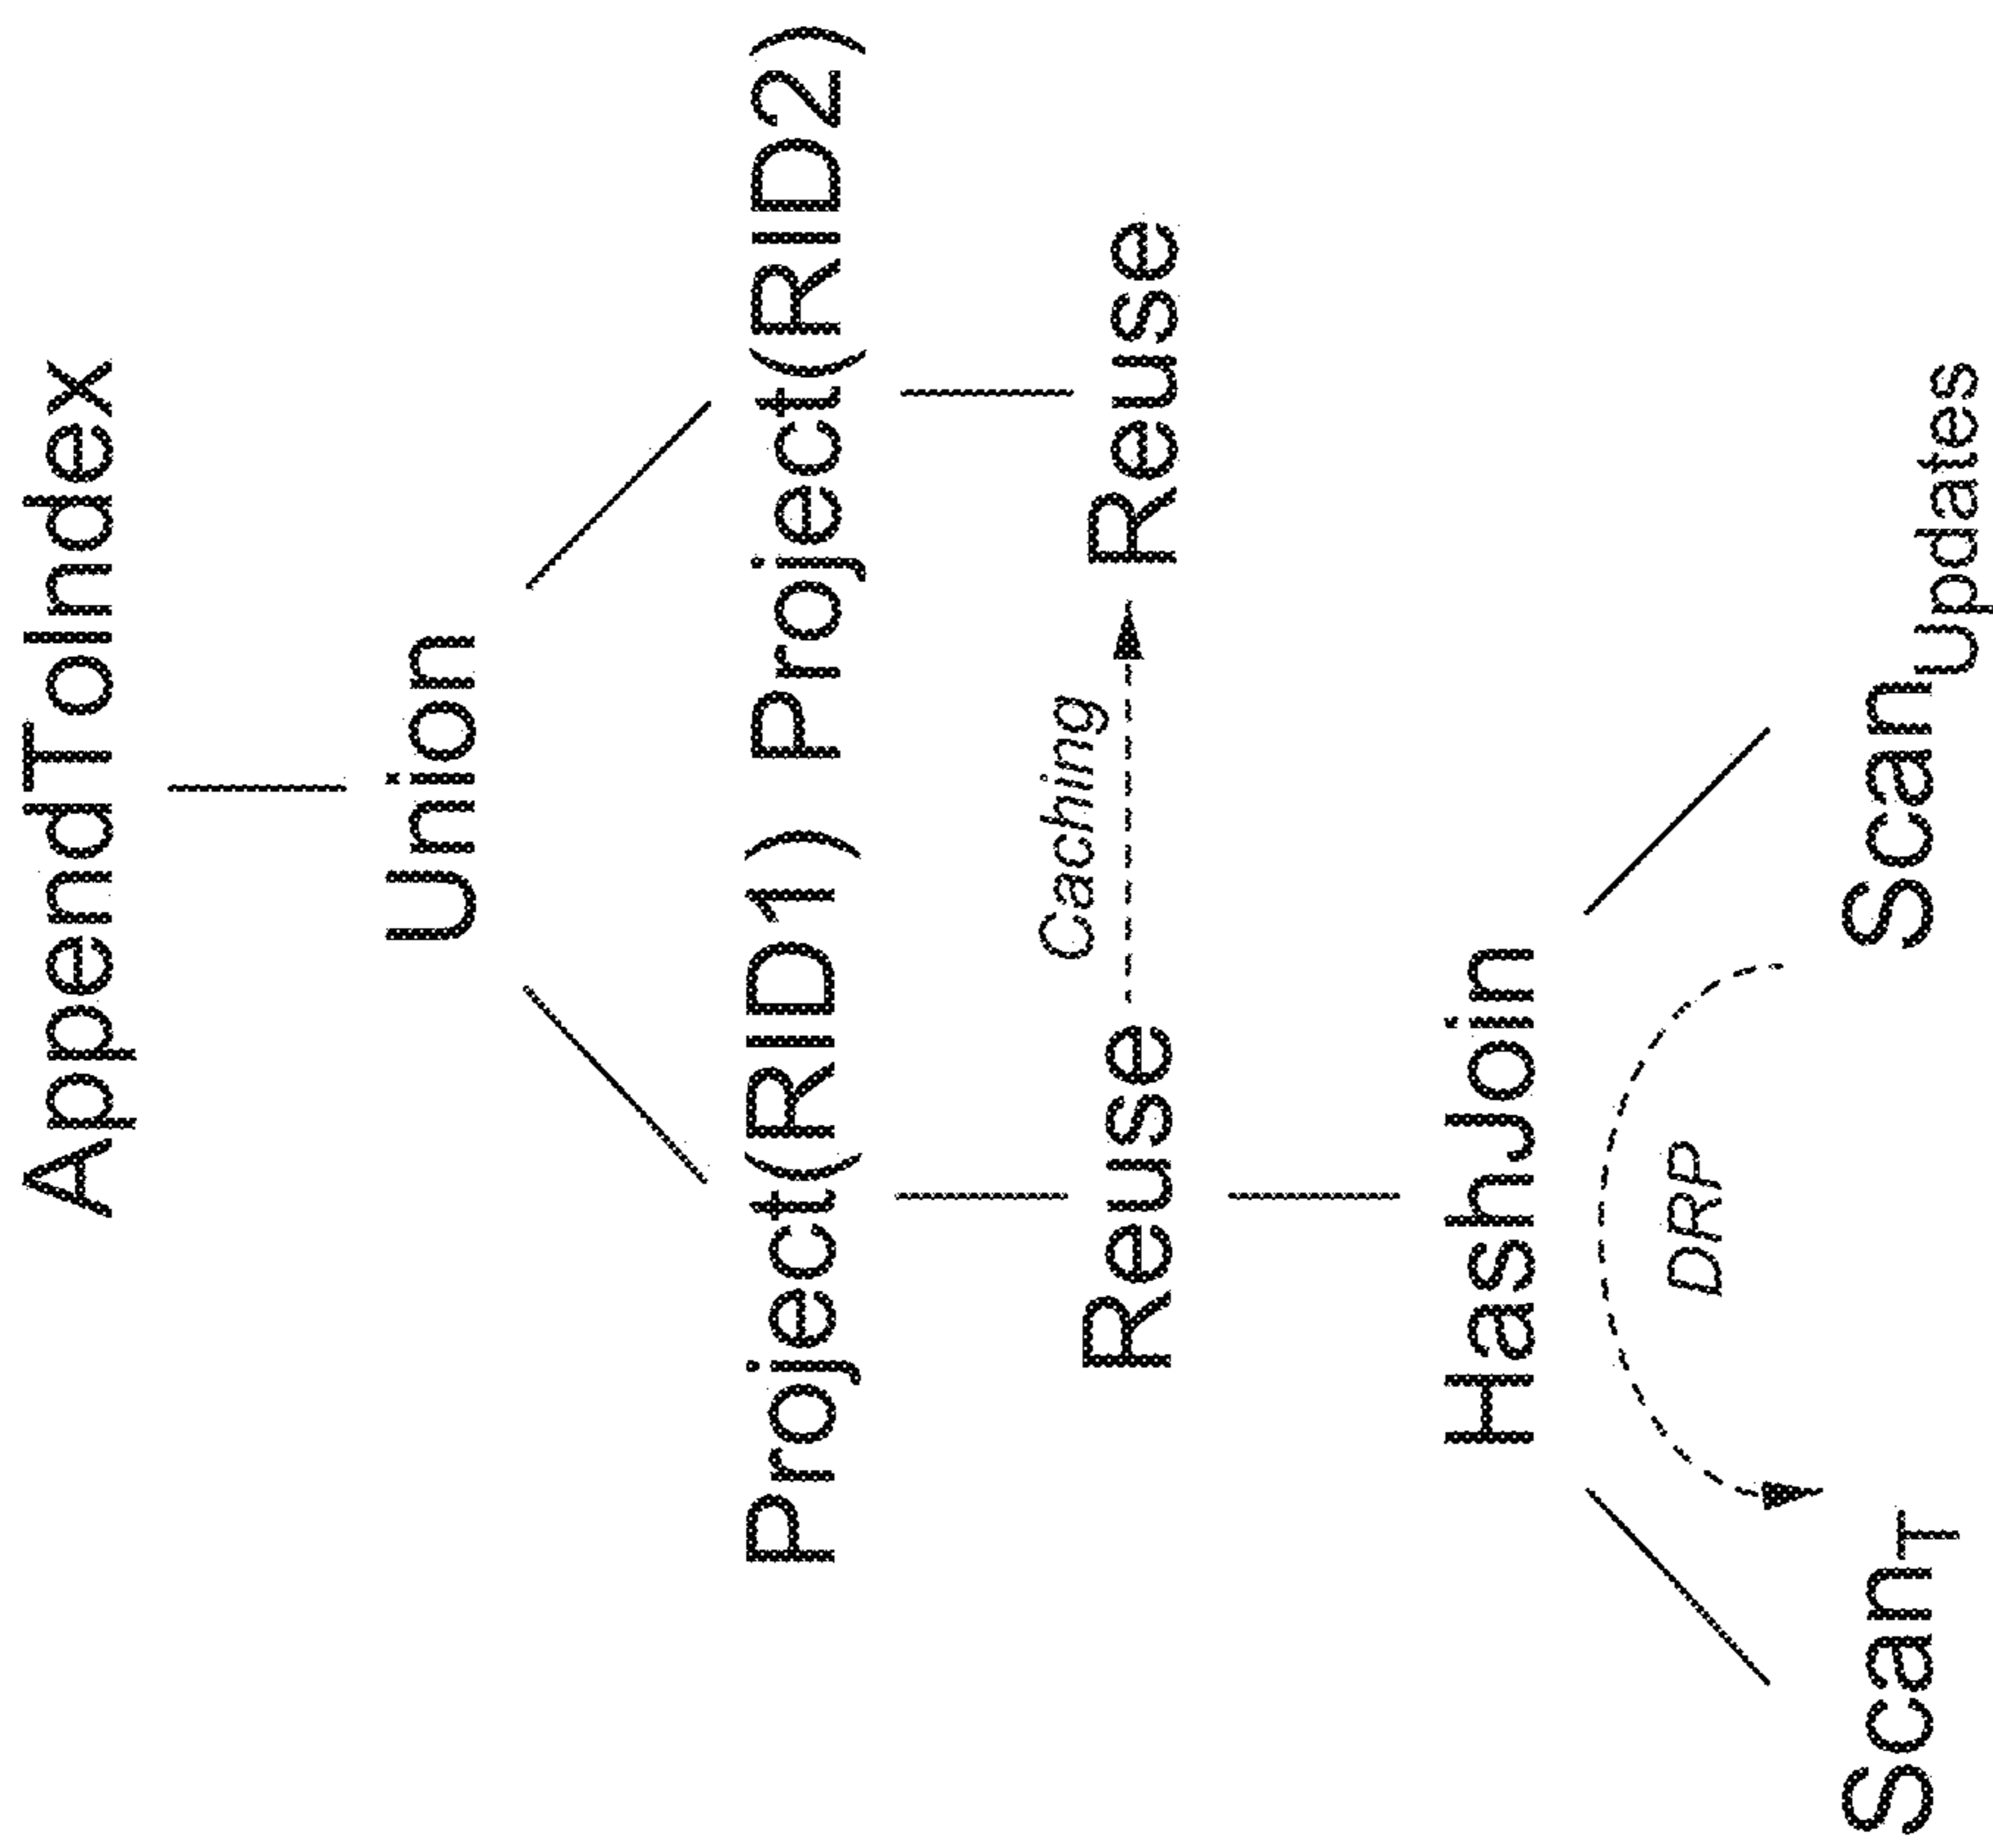 AppendToIndex
Union
Project(RID1) Project(RID2)
Caching
Reuse Reuse
HashJoin
DRP
ScanT ScanUpdates